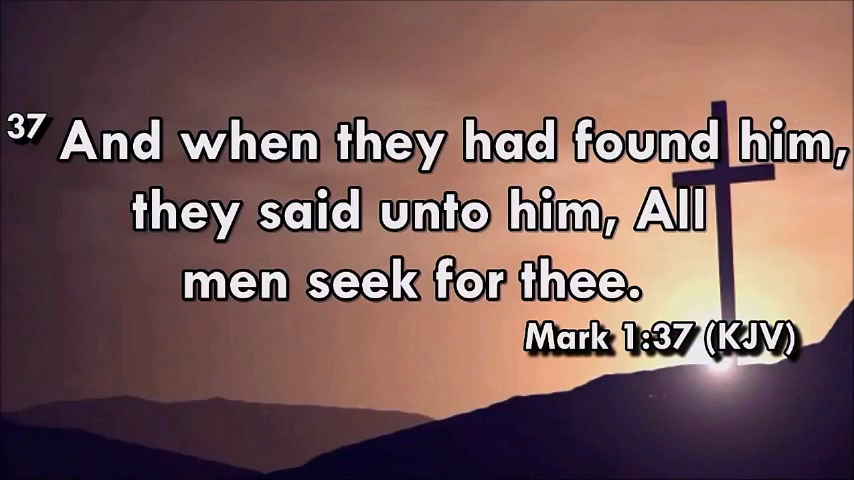 37 And when they had found him,
they said unto him, All
men seek for thee.
Mark 1:37 (KJV)